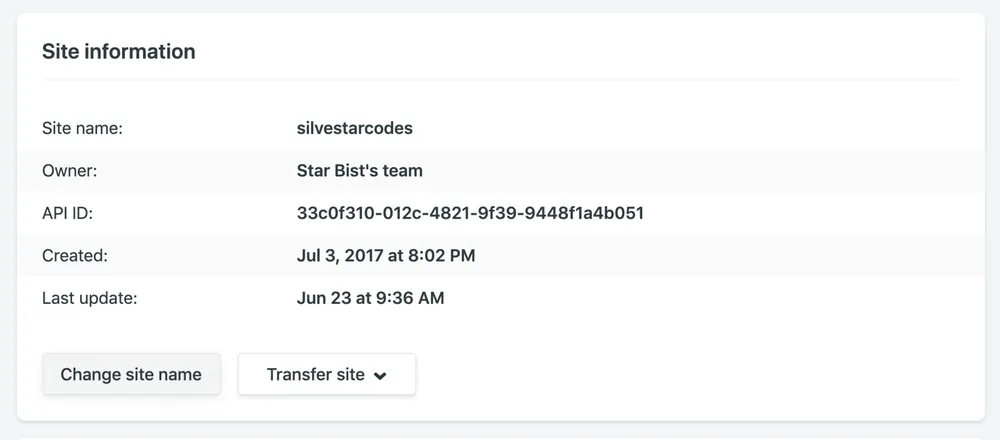 Site information
Site name: silvestarcodes
Owner: Star Bist's team
API ID: 33c0f310-012c-4821-9f39-9448f1a4b051
Created: Jul 3, 2017 at 8:02 PM
Last update: Jun 23 at 9:36 AM
Change site name Transfer site